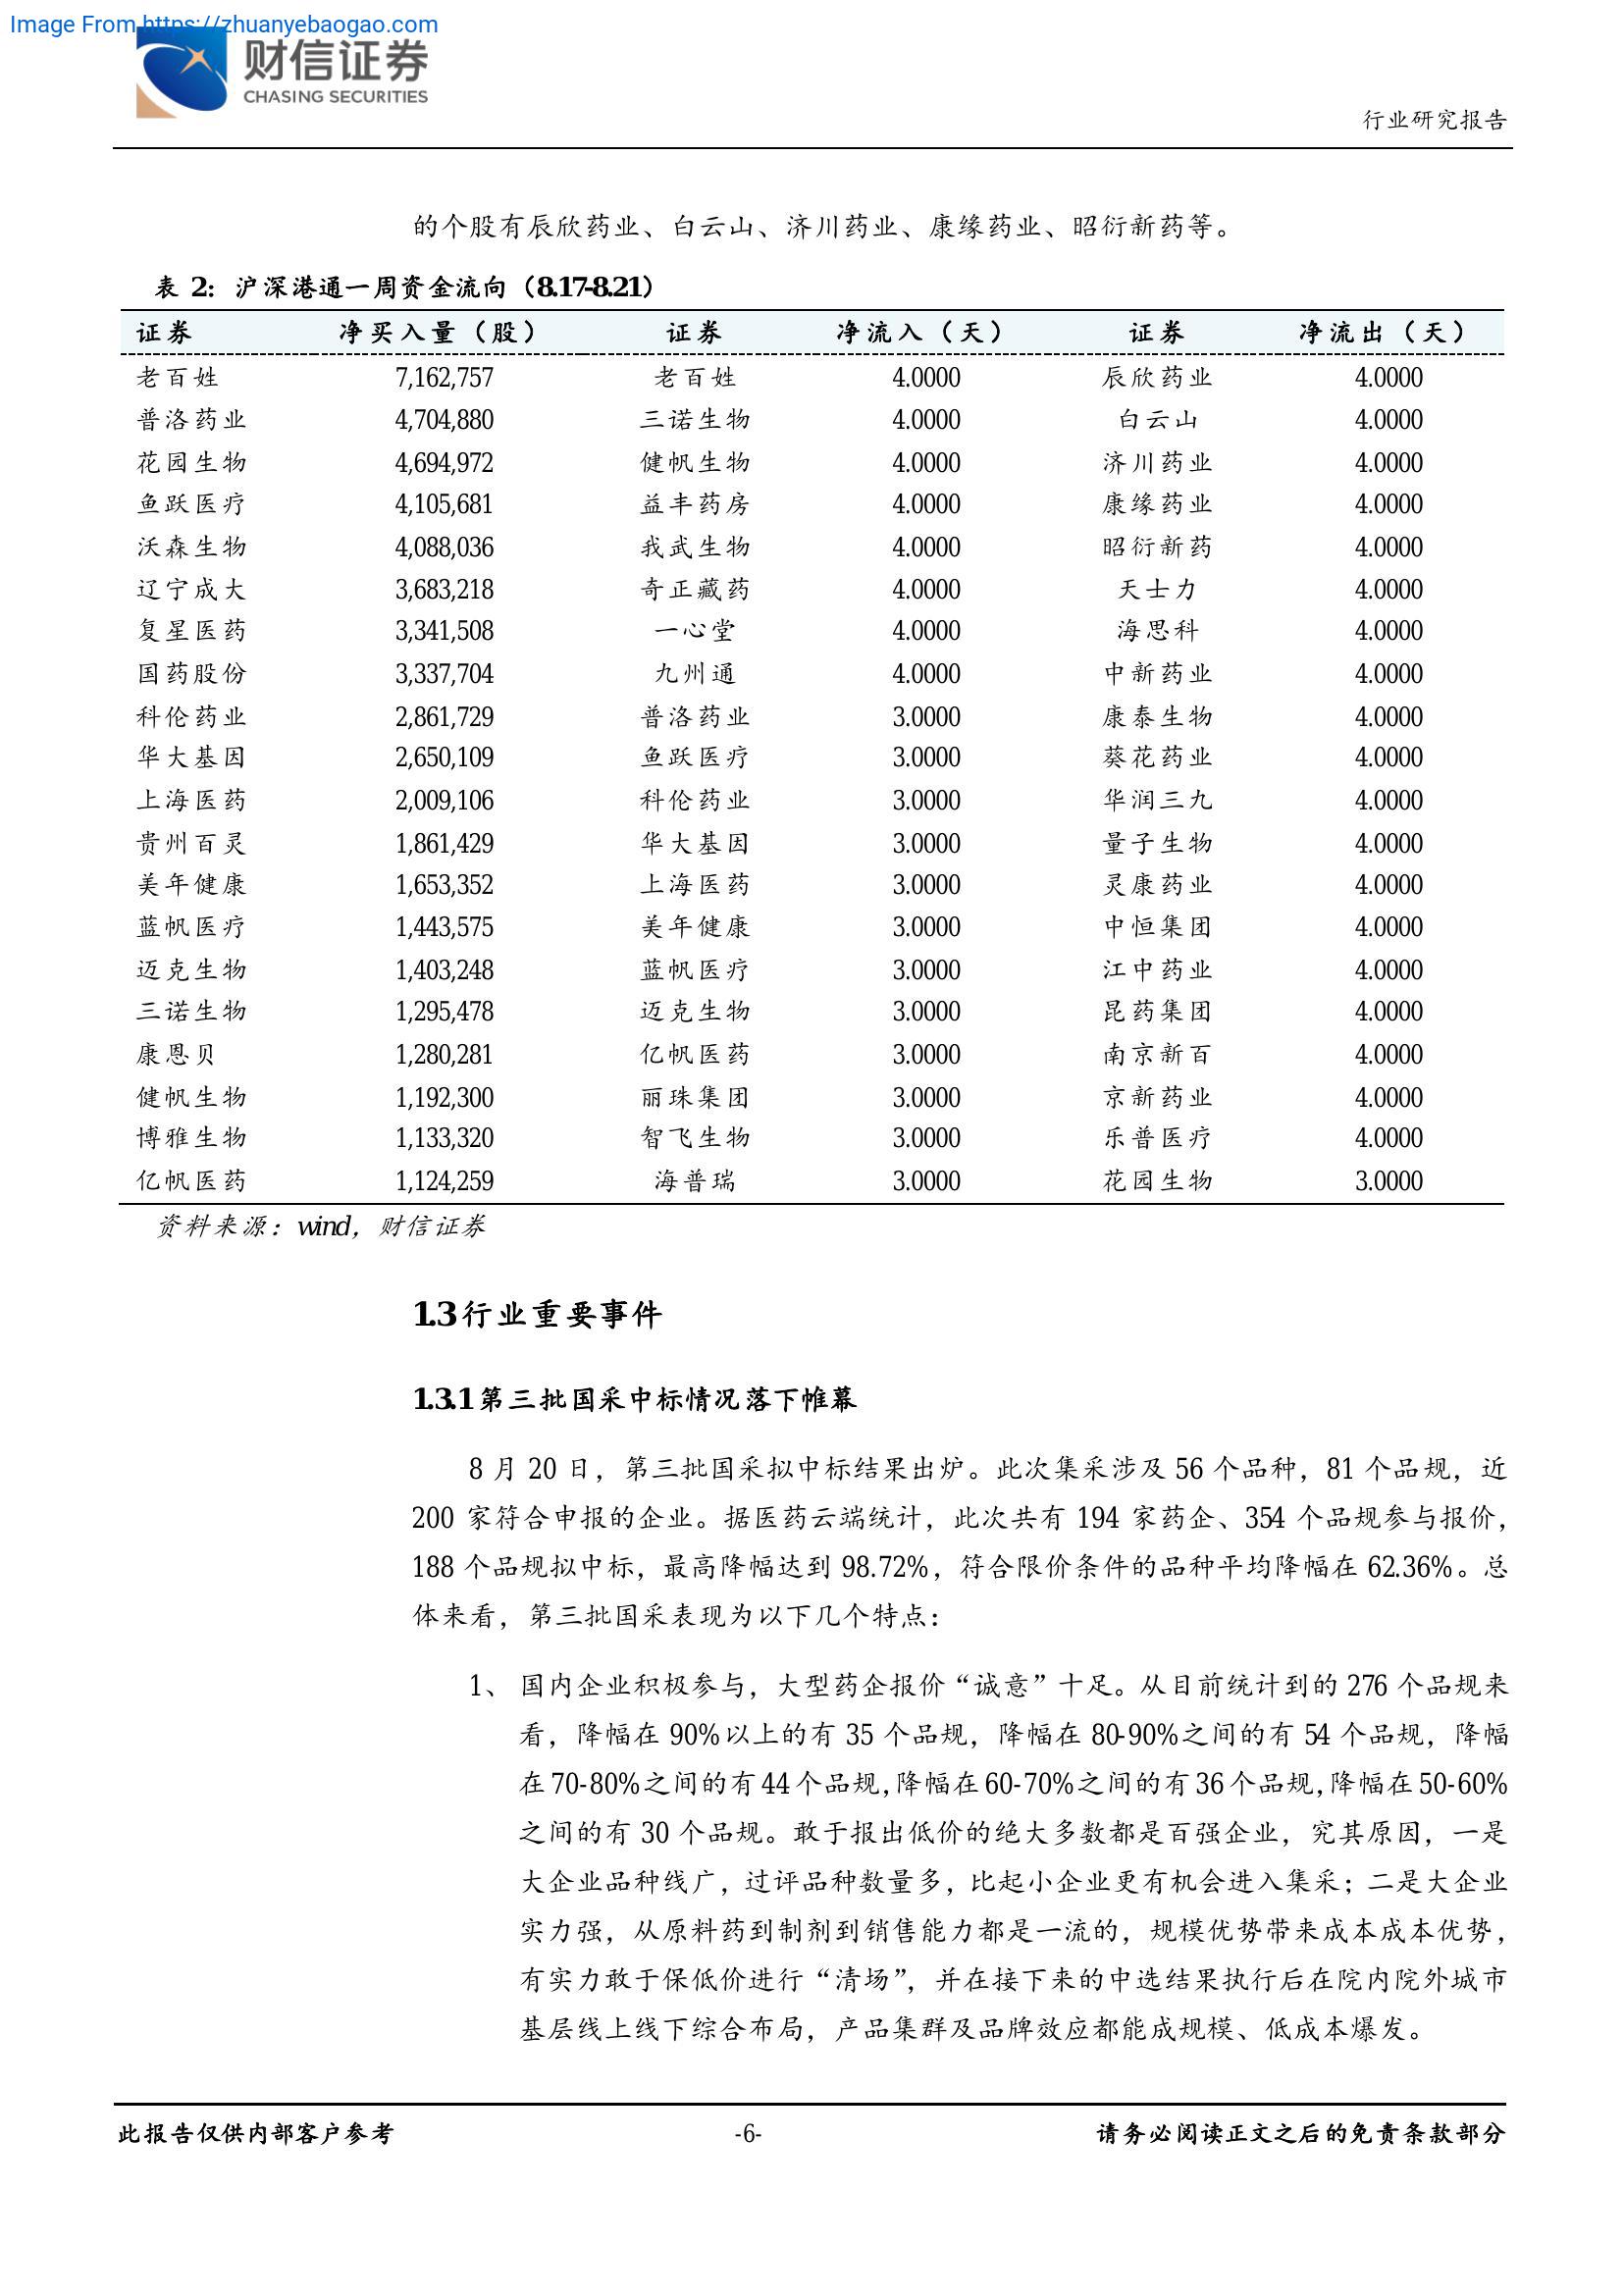 Image From https://zhuanyebaogao.com
财信证券
CHASING SECURITIES
行业研究报告
的个股有辰欣药业、白云山、济川药业、康缘药业、昭衍新药等。
表 2：沪深港通一周资金流向（8.17-8.21）
证券 净买入量（股） 证券 净流入（天） 证券 净流出（天）
老百姓 7,162,757 老百姓 4.0000 辰欣药业 4.0000
普洛药业 4,704,880 三诺生物 4.0000 白云山 4.0000
花园生物 4,694,972 健帆生物 4.0000 济川药业 4.0000
鱼跃医疗 4,105,681 益丰药房 4.0000 康缘药业 4.0000
沃森生物 4,088,036 我武生物 4.0000 昭衍新药 4.0000
辽宁成大 3,683,218 奇正藏药 4.0000 天士力 4.0000
复星医药 3,341,508 一心堂 4.0000 海思科 4.0000
国药股份 3,337,704 九州通 4.0000 中新药业 4.0000
科伦药业 2,861,729 普洛药业 3.0000 康泰生物 4.0000
华大基因 2,650,109 鱼跃医疗 3.0000 葵花药业 4.0000
上海医药 2,009,106 科伦药业 3.0000 华润三九 4.0000
贵州百灵 1,861,429 华大基因 3.0000 量子生物 4.0000
美年健康 1,653,352 上海医药 3.0000 灵康药业 4.0000
蓝帆医疗 1,443,575 美年健康 3.0000 中恒集团 4.0000
迈克生物 1,403,248 蓝帆医疗 3.0000 江中药业 4.0000
三诺生物 1,295,478 迈克生物 3.0000 昆药集团 4.0000
康恩贝 1,280,281 亿帆医药 3.0000 南京新百 4.0000
健帆生物 1,192,300 丽珠集团 3.0000 京新药业 4.0000
博雅生物 1,133,320 智飞生物 3.0000 乐普医疗 4.0000
亿帆医药 1,124,259 海普瑞 3.0000 花园生物 3.0000
资料来源：wind，财信证券
1.3 行业重要事件
1.3.1 第三批国采中标情况落下帷幕
8 月 20 日，第三批国采拟中标结果出炉。此次集采涉及 56 个品种，81 个品规，近
200 家符合申报的企业。据医药云端统计，此次共有 194 家药企、354 个品规参与报价，
188 个品规拟中标，最高降幅达到 98.72%，符合限价条件的品种平均降幅在 62.36%。总
体来看，第三批国采表现为以下几个特点：
1、 国内企业积极参与，大型药企报价“诚意”十足。从目前统计到的 276 个品规来
看，降幅在 90%以上的有 35 个品规，降幅在 80-90%之间的有 54 个品规，降幅
在 70-80%之间的有 44 个品规，降幅在 60-70%之间的有 36 个品规，降幅在 50-60%
之间的有 30 个品规。敢于报出低价的绝大多数都是百强企业，究其原因，一是
大企业品种线广，过评品种数量多，比起小企业更有机会进入集采；二是大企业
实力强，从原料药到制剂到销售能力都是一流的，规模优势带来成本成本优势，
有实力敢于保低价进行“清场”，并在接下来的中选结果执行后在院内院外城市
基层线上线下综合布局，产品集群及品牌效应都能成规模、低成本爆发。
此报告仅供内部客户参考 -6- 请务必阅读正文之后的免责条款部分